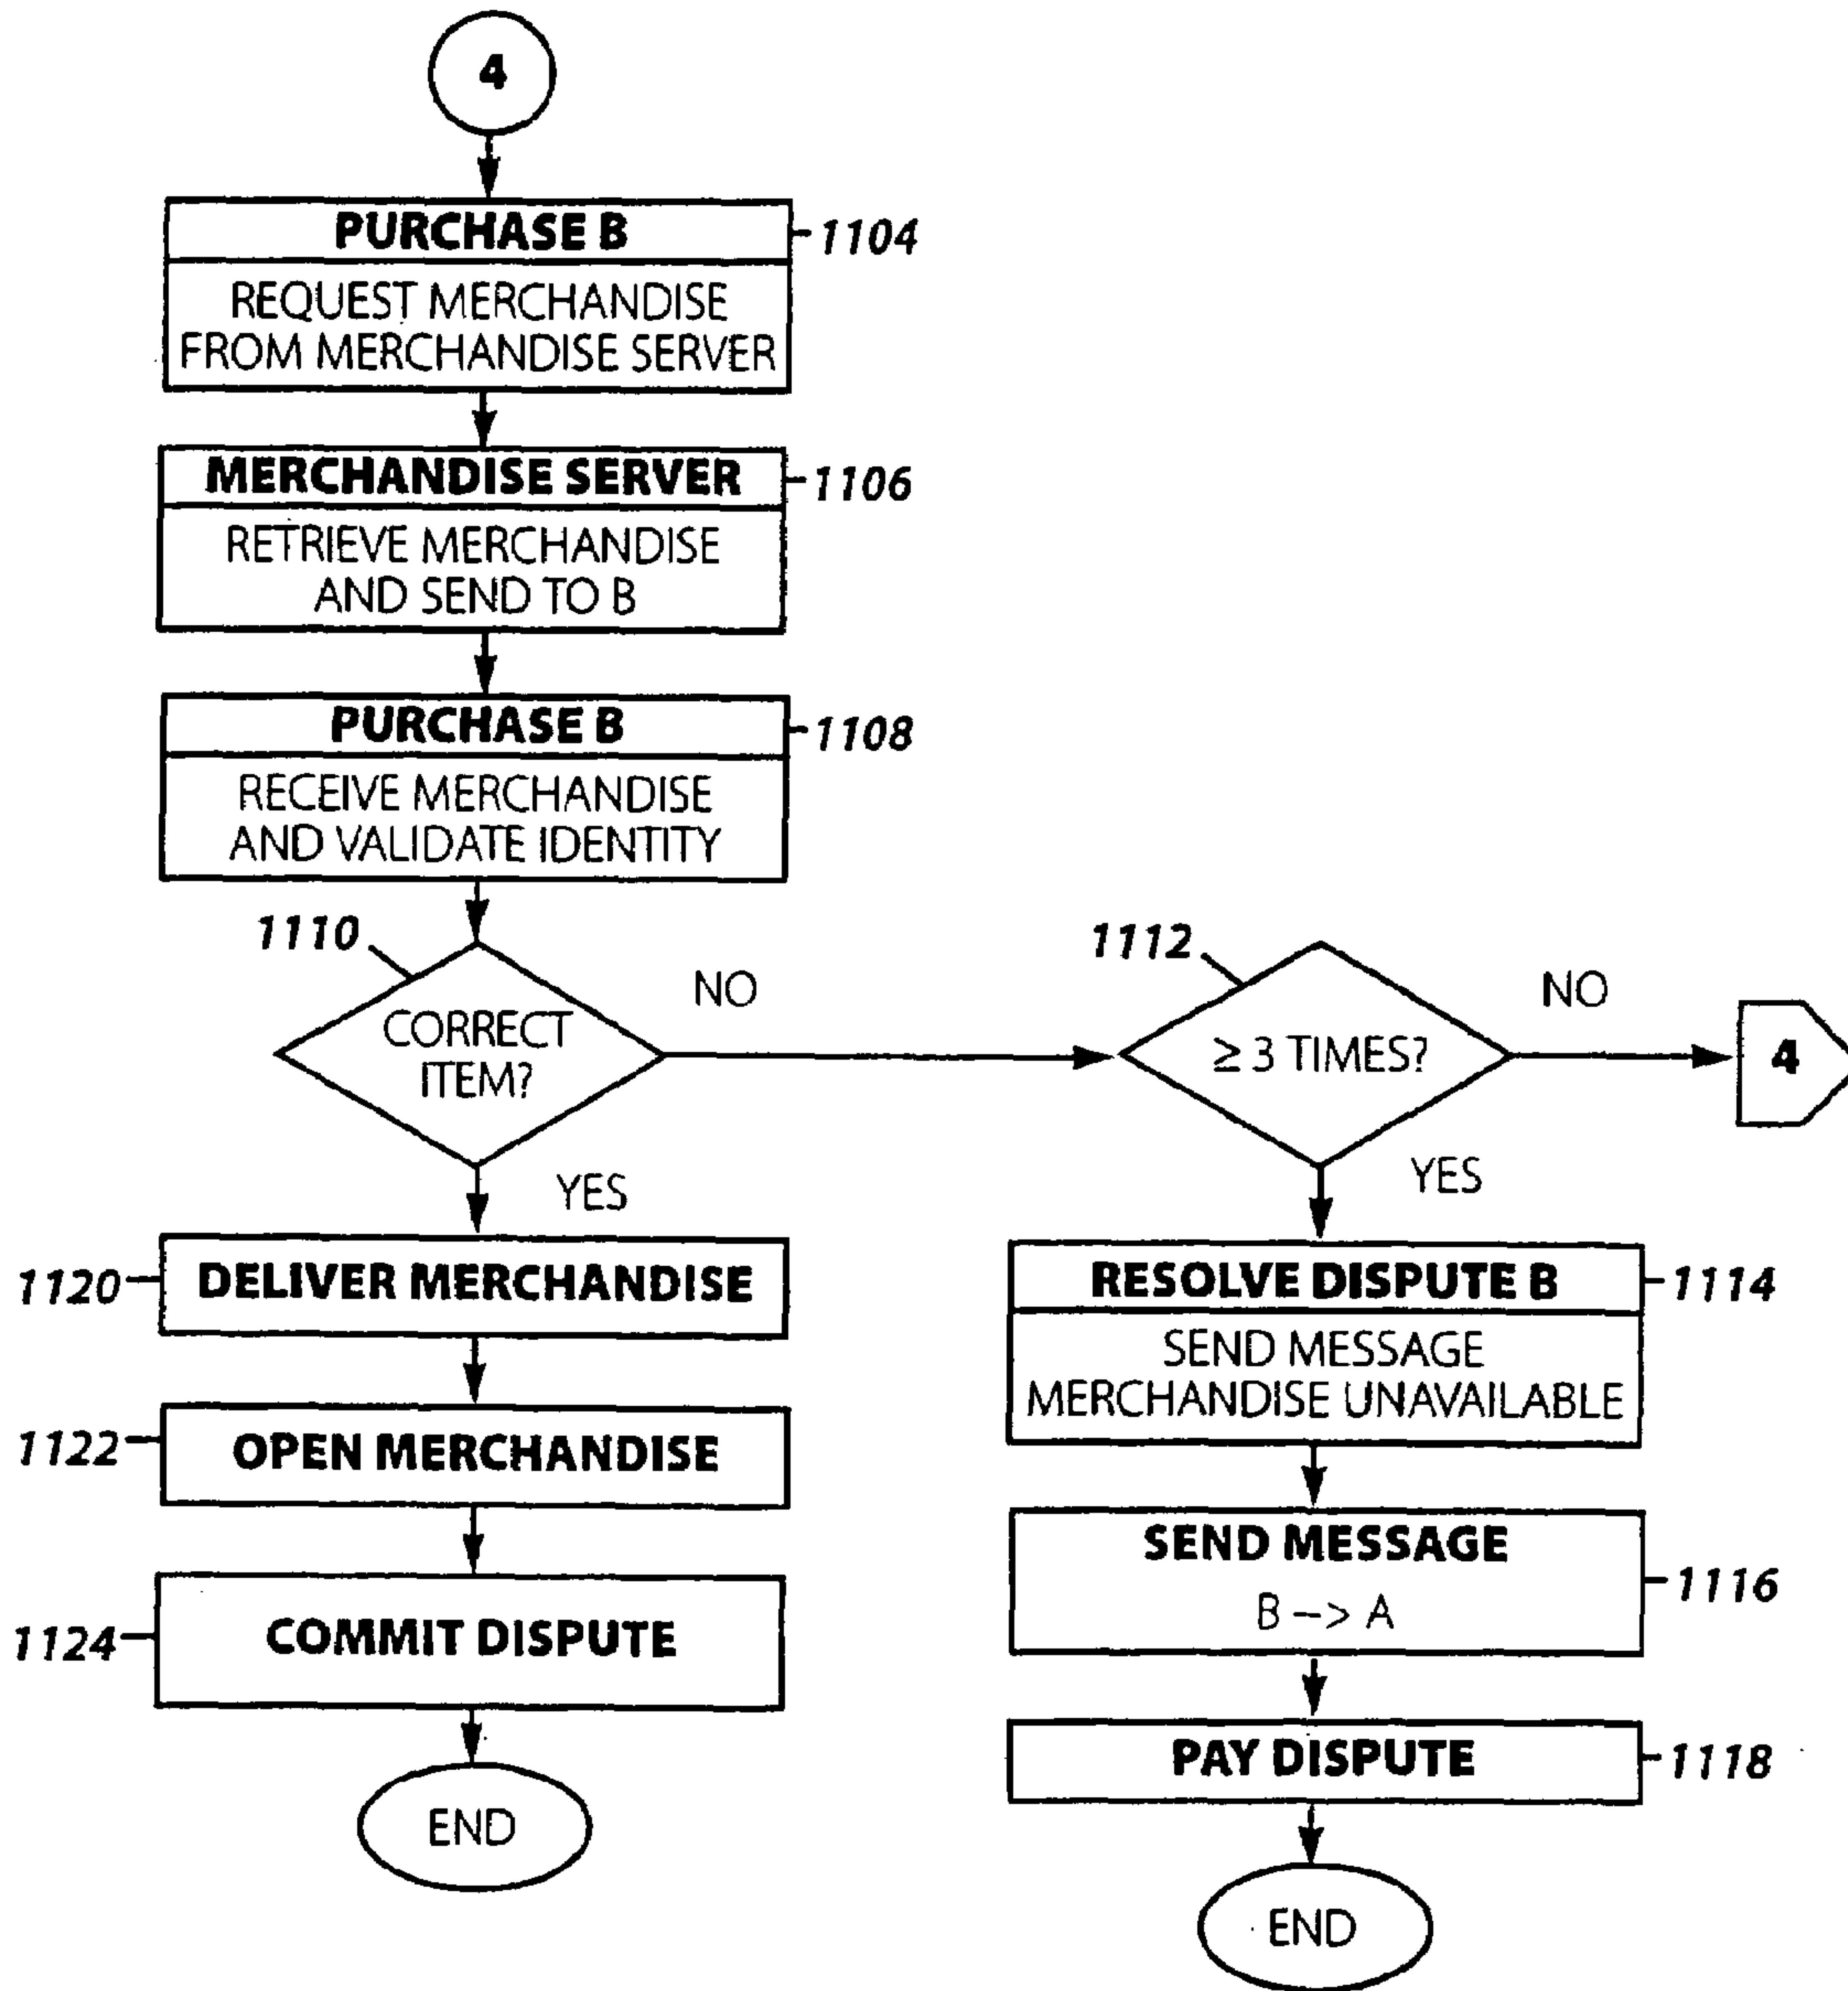 4
PURCHASE B
1104
REQUEST MERCHANDISE
FROM MERCHANDISE SERVER
MERCHANDISE SERVER
1106
RETRIEVE MERCHANDISE
AND SEND TO B
PURCHASE B
1108
RECEIVE MERCHANDISE
AND VALIDATE IDENTITY
1110
CORRECT
ITEM?
NO
1112
≥ 3 TIMES?
NO
4
YES
YES
1120
DELIVER MERCHANDISE
1122
OPEN MERCHANDISE
1124
COMMIT DISPUTE
END
RESOLVE DISPUTE B
1114
SEND MESSAGE
MERCHANDISE UNAVAILABLE
SEND MESSAGE
1116
B --> A
PAY DISPUTE
1118
END